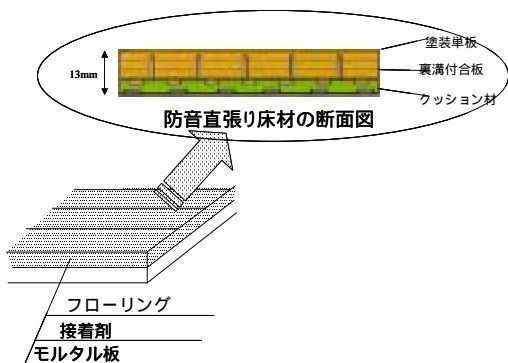 塗装単板
13mm
裏溝付合板
クッション材
防音直張り床材の断面図
フローリング
接着剤
モルタル板